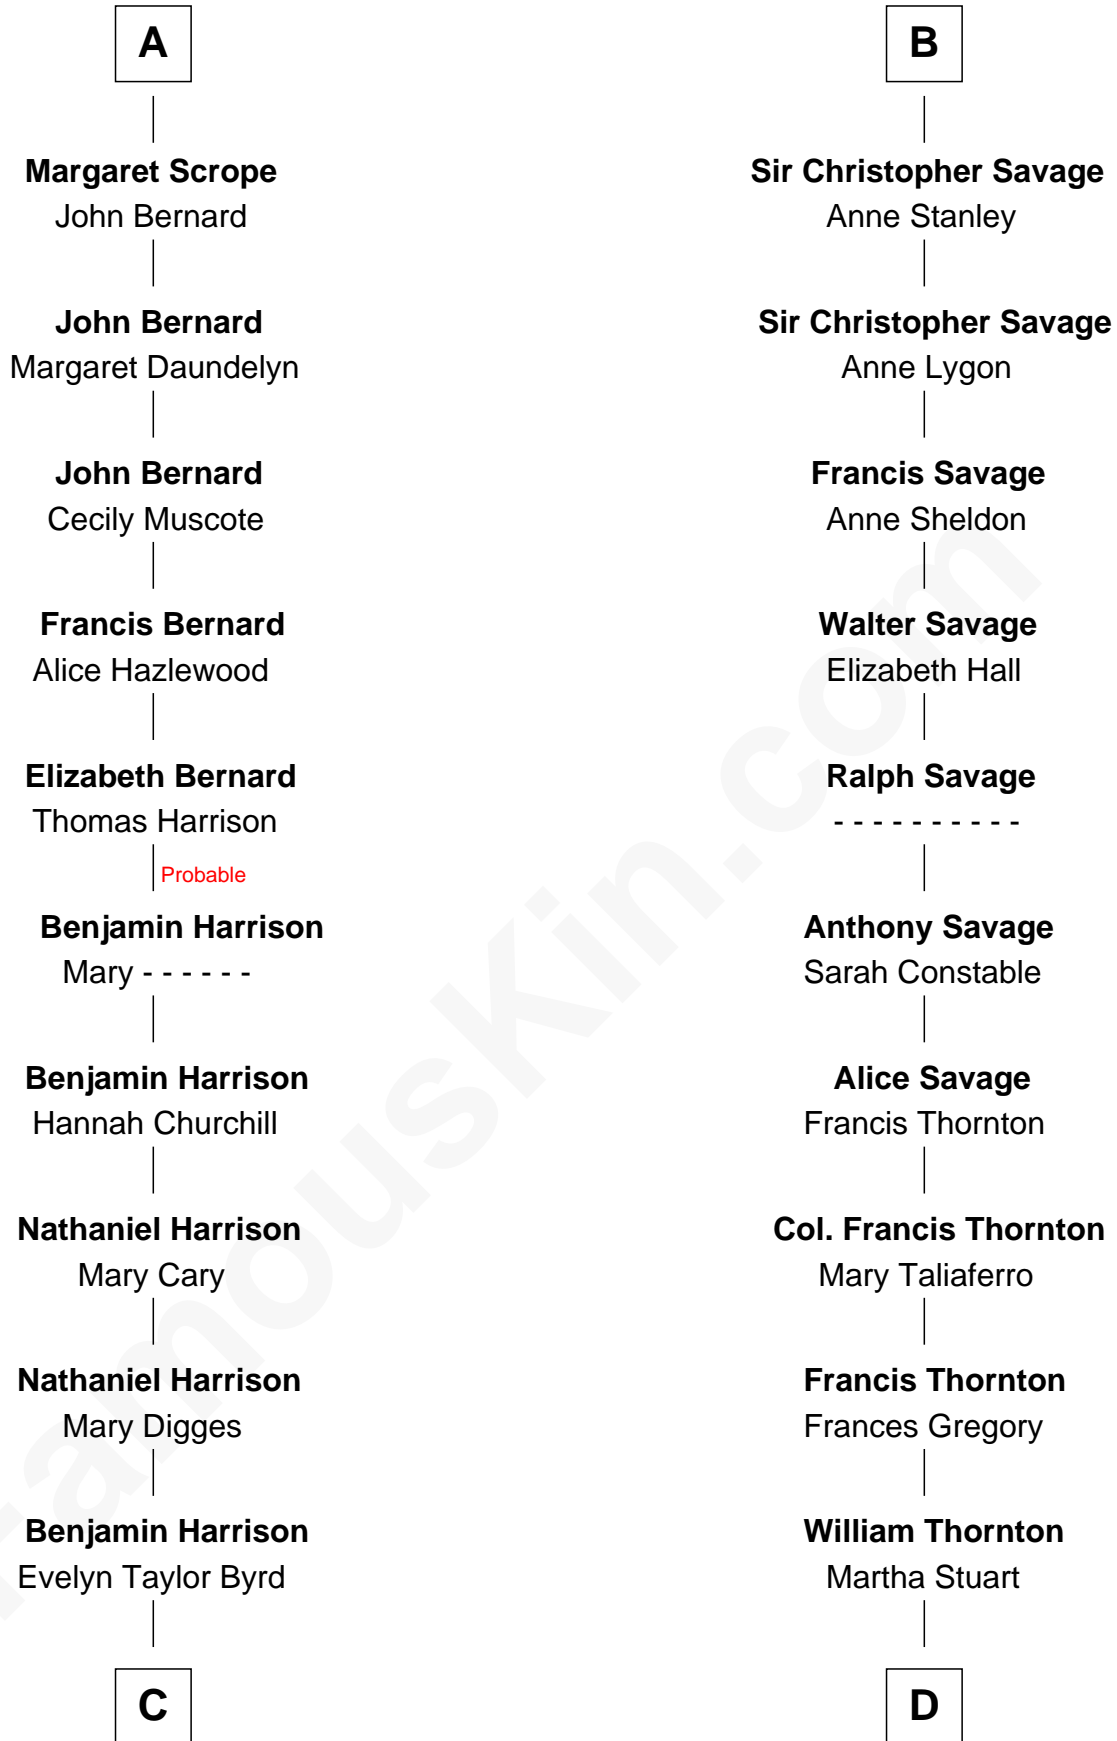 A
Margaret Scrope
John Bernard
John Bernard
Margaret Daundelyn
John Bernard
Cecily Muscote
Francis Bernard
Alice Hazlewood
Elizabeth Bernard
Thomas Harrison
Probable
Benjamin Harrison
Mary - - - - - -
Benjamin Harrison
Hannah Churchill
Nathaniel Harrison
Mary Cary
Nathaniel Harrison
Mary Digges
Benjamin Harrison
Evelyn Taylor Byrd
C
B
Sir Christopher Savage
Anne Stanley
Sir Christopher Savage
Anne Lygon
Francis Savage
Anne Sheldon
Walter Savage
Elizabeth Hall
Ralph Savage
- - - - - - - - - -
Anthony Savage
Sarah Constable
Alice Savage
Francis Thornton
Col. Francis Thornton
Mary Taliaferro
Francis Thornton
Frances Gregory
William Thornton
Martha Stuart
D
FamousKin.com